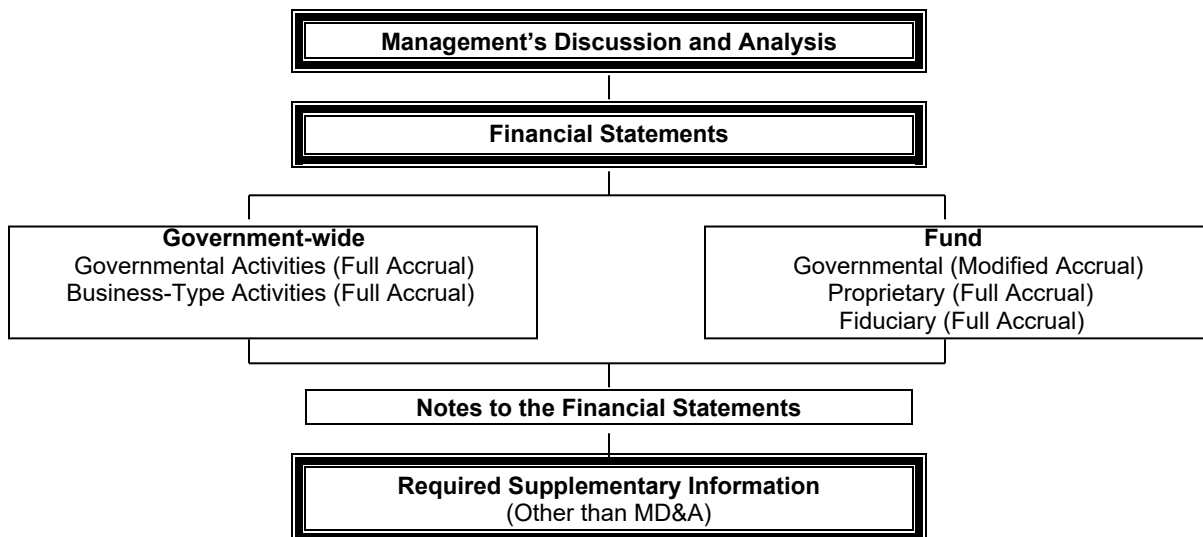 Management’s Discussion and Analysis
Financial Statements
Government-wide
Governmental Activities (Full Accrual)
Business-Type Activities (Full Accrual)
Fund
Governmental (Modified Accrual)
Proprietary (Full Accrual)
Fiduciary (Full Accrual)
Notes to the Financial Statements
Required Supplementary Information
(Other than MD&A)